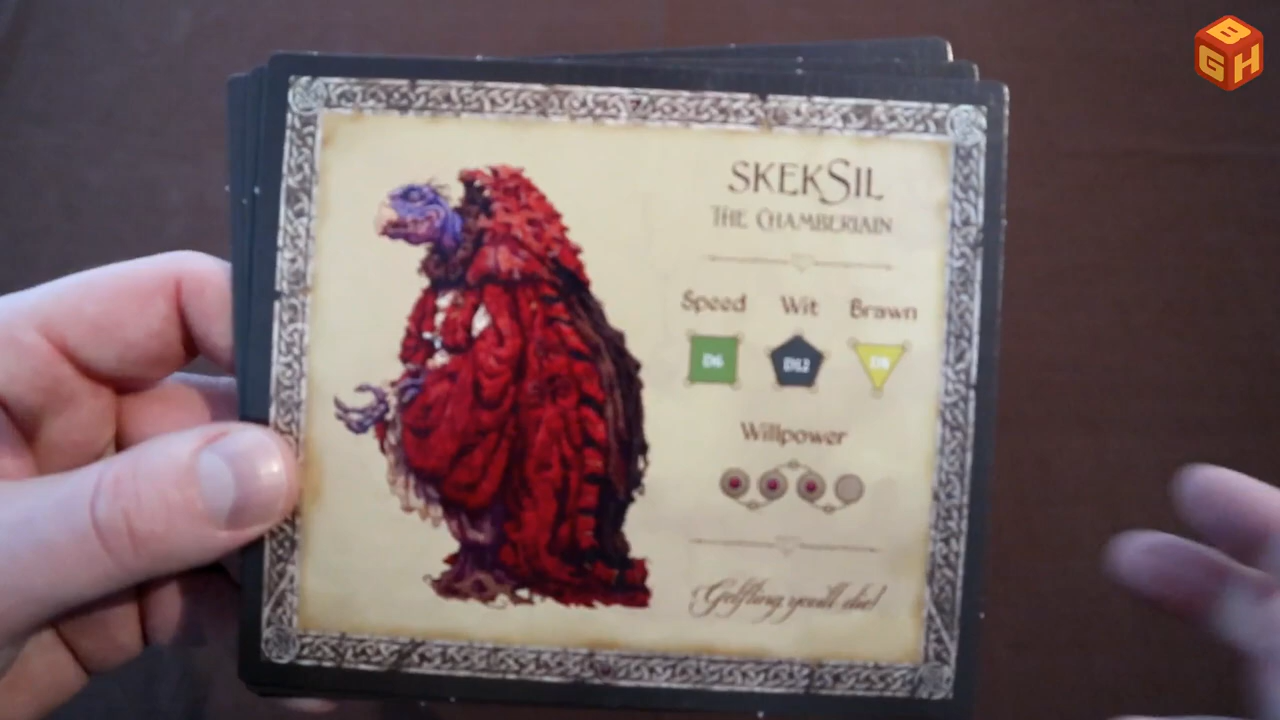 SKEKSIL
THE CHAMBERLAIN
Speed Wit Brawn
D6 D12
Willpower
Gelfling you'll die!
B
G H